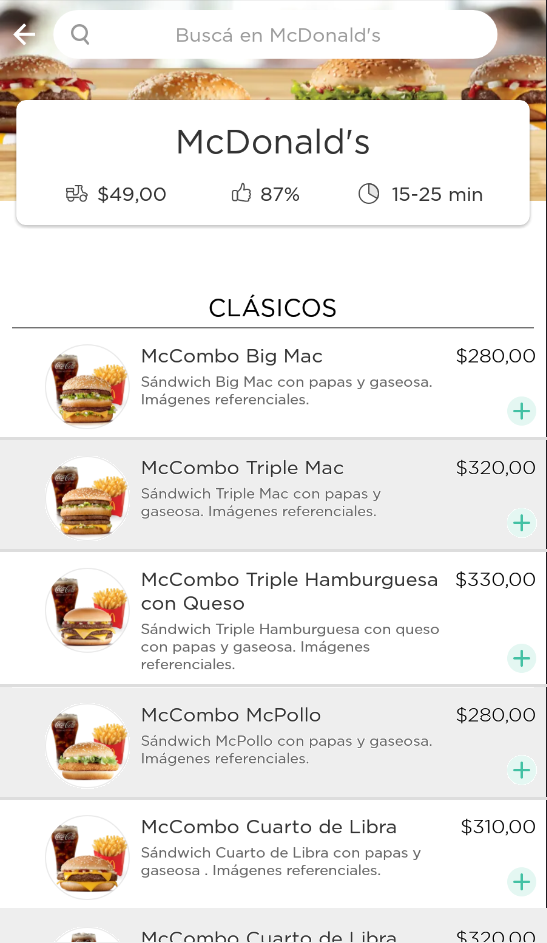 Buscá en McDonald's
McDonald's
$49,00 87% 15-25 min
CLÁSICOS
McCombo Big Mac $280,00
Sándwich Big Mac con papas y gaseosa.
Imágenes referenciales.
McCombo Triple Mac $320,00
Sándwich Triple Mac con papas y
gaseosa. Imágenes referenciales.
McCombo Triple Hamburguesa $330,00
con Queso
Sándwich Triple Hamburguesa con queso
con papas y gaseosa. Imágenes
referenciales.
McCombo McPollo $280,00
Sándwich McPollo con papas y gaseosa.
Imágenes referenciales.
McCombo Cuarto de Libra $310,00
Sándwich Cuarto de Libra con papas y
gaseosa . Imágenes referenciales.
McCombo Cuarto de Libra $320,00